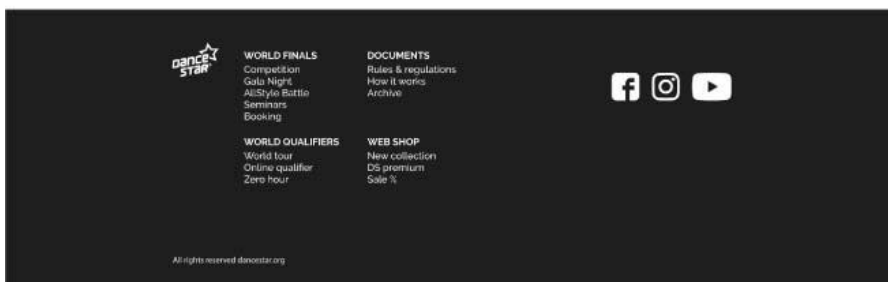 DANCE STAR
WORLD FINALS
Competition
Gala Night
AllStyle Battle
Seminars
Booking
DOCUMENTS
Rules & regulations
How it works
Archive
WORLD QUALIFIERS
World tour
Online qualifier
Zero hour
WEB SHOP
New collection
DS premium
Sale %
All rights reserved dancestar.org